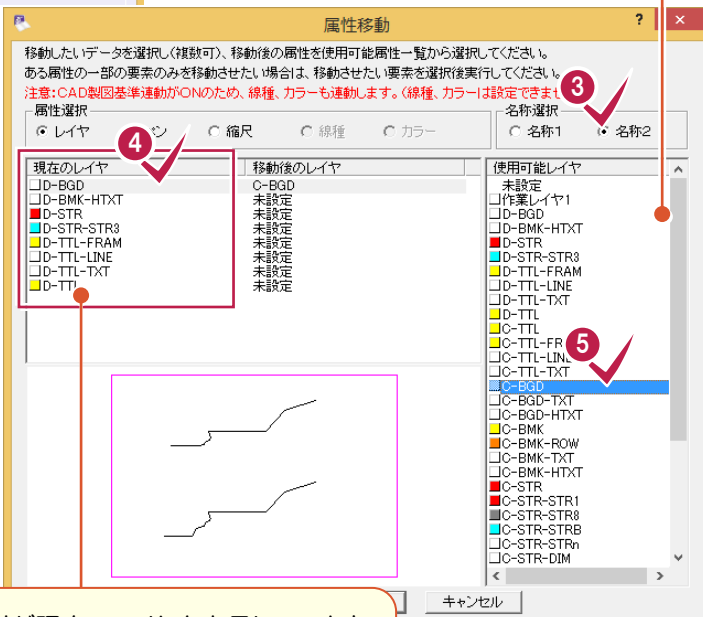 属性移動
? ×
移動したいデータを選択し(複数可)、移動後の属性を使用可能属性一覧から選択してください。
ある属性の一部の要素のみを移動させたい場合は、移動させたい要素を選択後実行してください。
注意:CAD製図基準連動がONのため、線種、カラーも連動します。(線種、カラーは設定できませ
3
属性選択
レイヤ
ン
縮尺
線種
カラー
名称選択
名称1
名称2
4
現在のレイヤ
移動後のレイヤ
D-BGD C-BGD
D-BMK-HTXT 未設定
D-STR 未設定
D-STR-STR3 未設定
D-TTL-FRAM 未設定
D-TTL-LINE 未設定
D-TTL-TXT 未設定
D-TTL 未設定
使用可能レイヤ
未設定
作業レイヤ1
D-BGD
D-BMK-HTXT
D-STR
D-STR-STR3
D-TTL-FRAM
D-TTL-LINE
D-TTL-TXT
D-TTL
C-TTL
C-TTL-FR
5
C-TTL-LINE
C-TTL-TXT
C-BGD
C-BGD-TXT
C-BGD-HTXT
C-BMK
C-BMK-ROW
C-BMK-TXT
C-BMK-HTXT
C-STR
C-STR-STR1
C-STR-STR8
C-STR-STRB
C-STR-STRn
C-STR-DIM
キャンセル